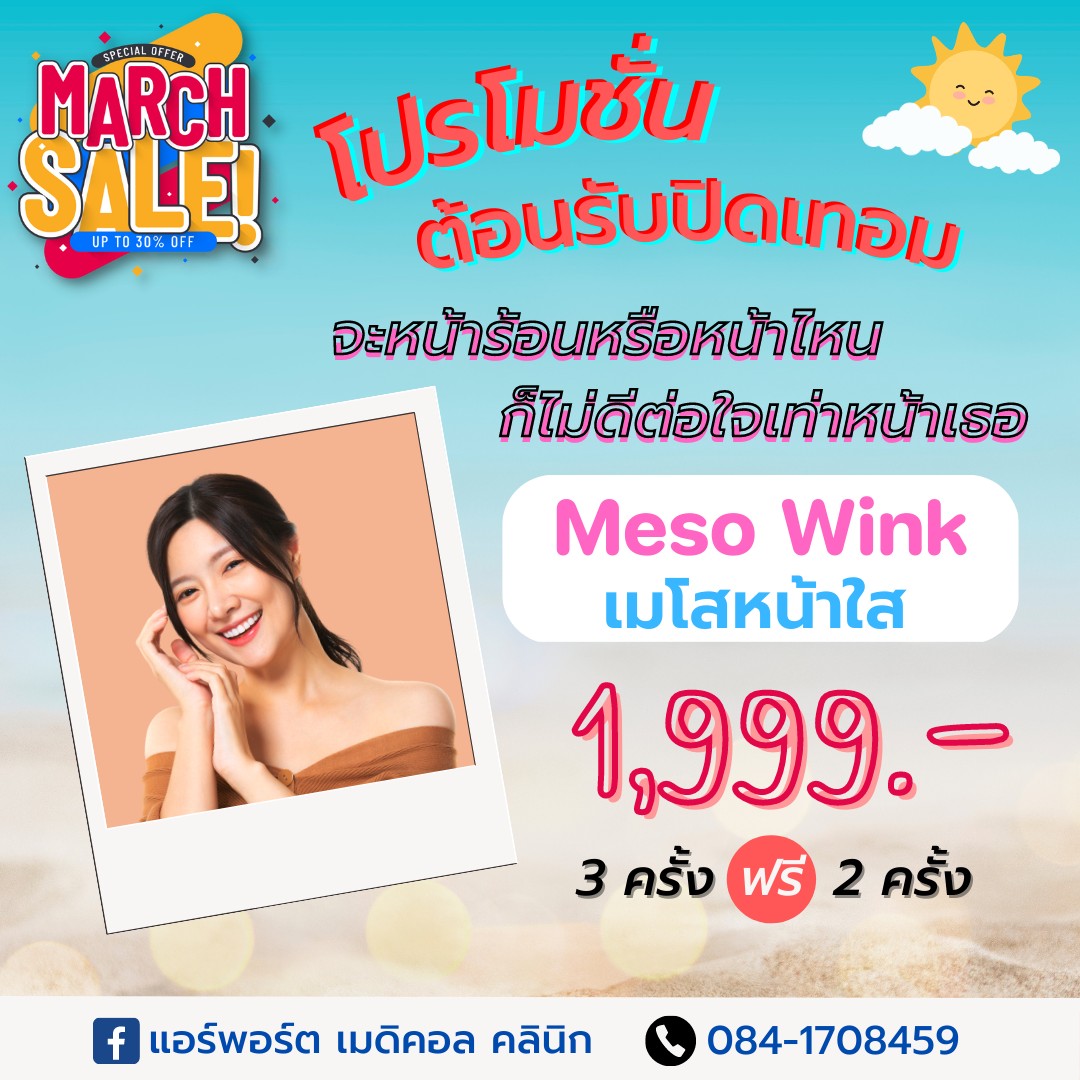 SPECIAL OFFER
MARCH
SALE!
UP TO 30% OFF
โปรโมชั่น
ต้อนรับปิดเทอม
จะหน้าร้อนหรือหน้าไหน
ก็ไม่ดีต่อใจเท่าหน้าเธอ
Meso Wink
เมโสหน้าใส
1,999.-
3 ครั้ง ฟรี 2 ครั้ง
แอร์พอร์ต เมดิคอล คลินิก 084-1708459